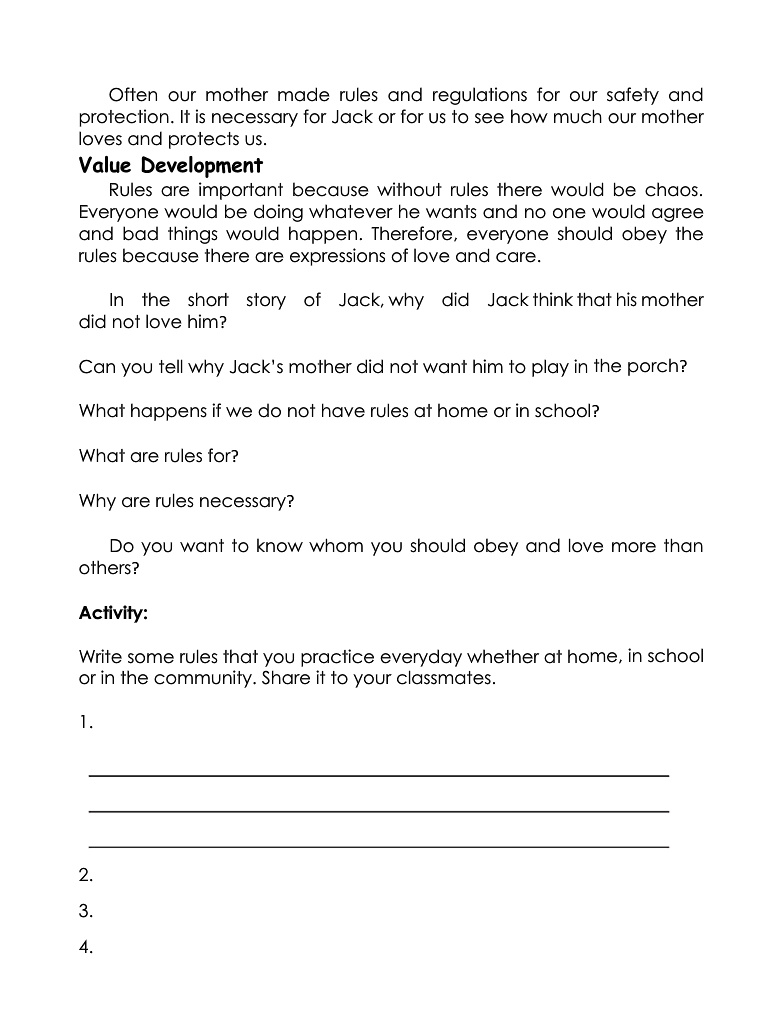 Often our mother made rules and regulations for our safety and
protection. It is necessary for Jack or for us to see how much our mother
loves and protects us.
Value Development
Rules are important because without rules there would be chaos.
Everyone would be doing whatever he wants and no one would agree
and bad things would happen. Therefore, everyone should obey the
rules because there are expressions of love and care.
In the short story of Jack, why did Jack think that his mother
did not love him?
Can you tell why Jack's mother did not want him to play in the porch?
What happens if we do not have rules at home or in school?
What are rules for?
Why are rules necessary?
Do you want to know whom you should obey and love more than
others?
Activity:
Write some rules that you practice everyday whether at home, in school
or in the community. Share it to your classmates.
1.
2.
3.
4.